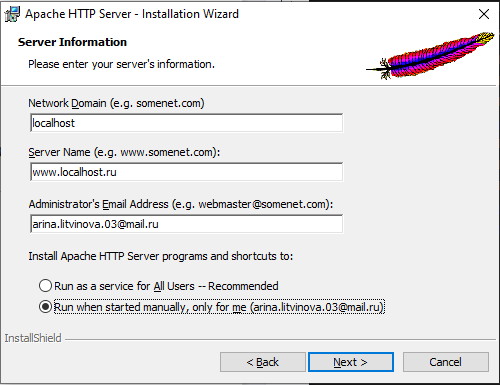 Apache HTTP Server - Installation Wizard
Server Information
Please enter your server's information.
Network Domain (e.g. somenet.com)
localhost
Server Name (e.g. www.somenet.com):
www.localhost.ru
Administrator's Email Address (e.g. webmaster@somenet.com):
arina.litvinova.03@mail.ru
Install Apache HTTP Server programs and shortcuts to:
Run as a service for All Users -- Recommended
Run when started manually, only for me (arina.litvinova.03@mail.ru)
InstallShield
< Back Next > Cancel